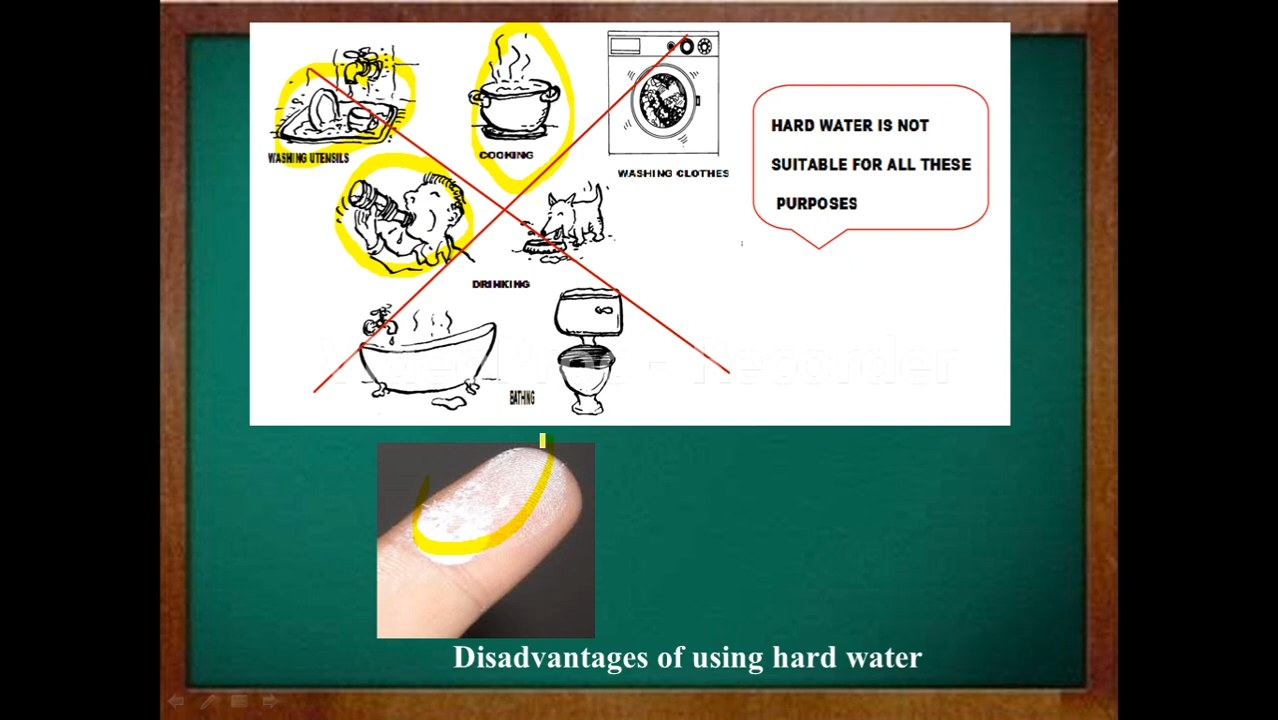 WASHING UTENSILS
COOKING
WASHING CLOTHES
DRINKING
BATHING
HARD WATER IS NOT
SUITABLE FOR ALL THESE
PURPOSES
Recorder
Disadvantages of using hard water